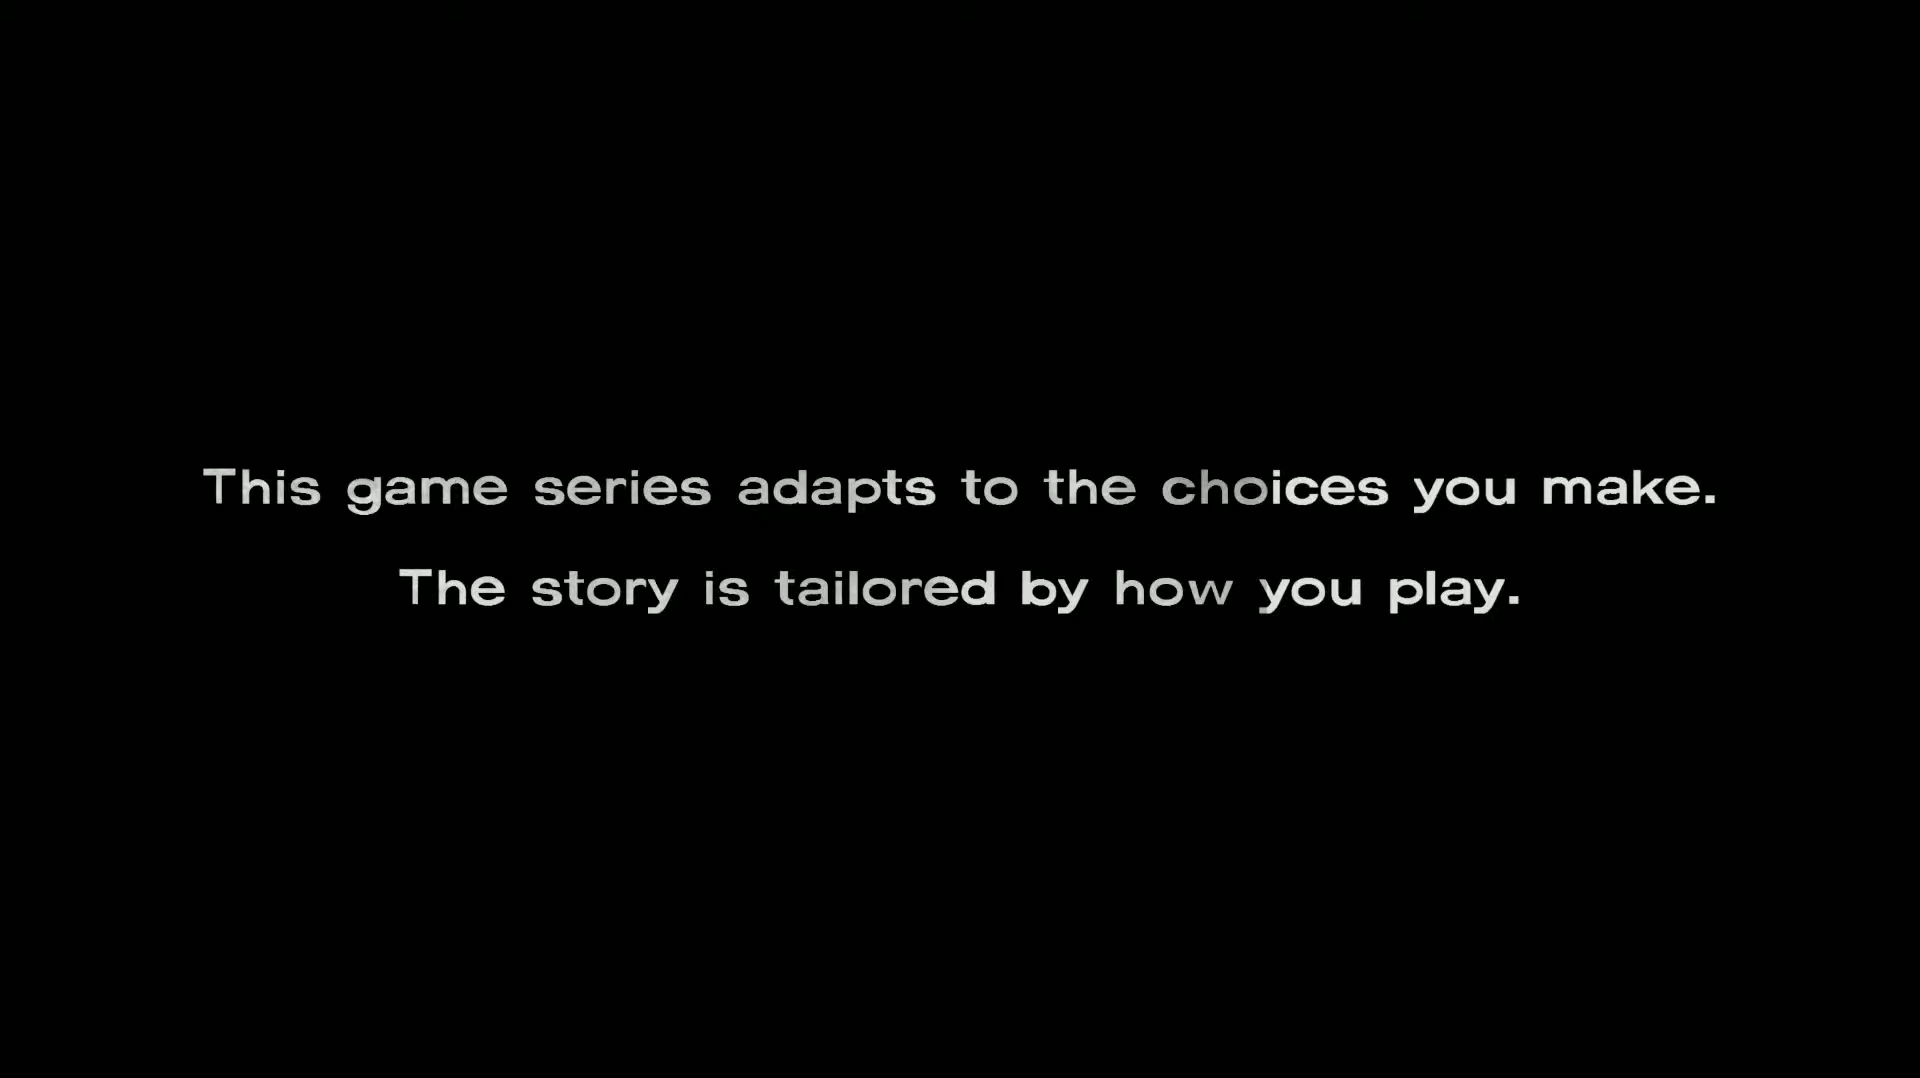 This game series adapts to the choices you make.
The story is tailored by how you play.